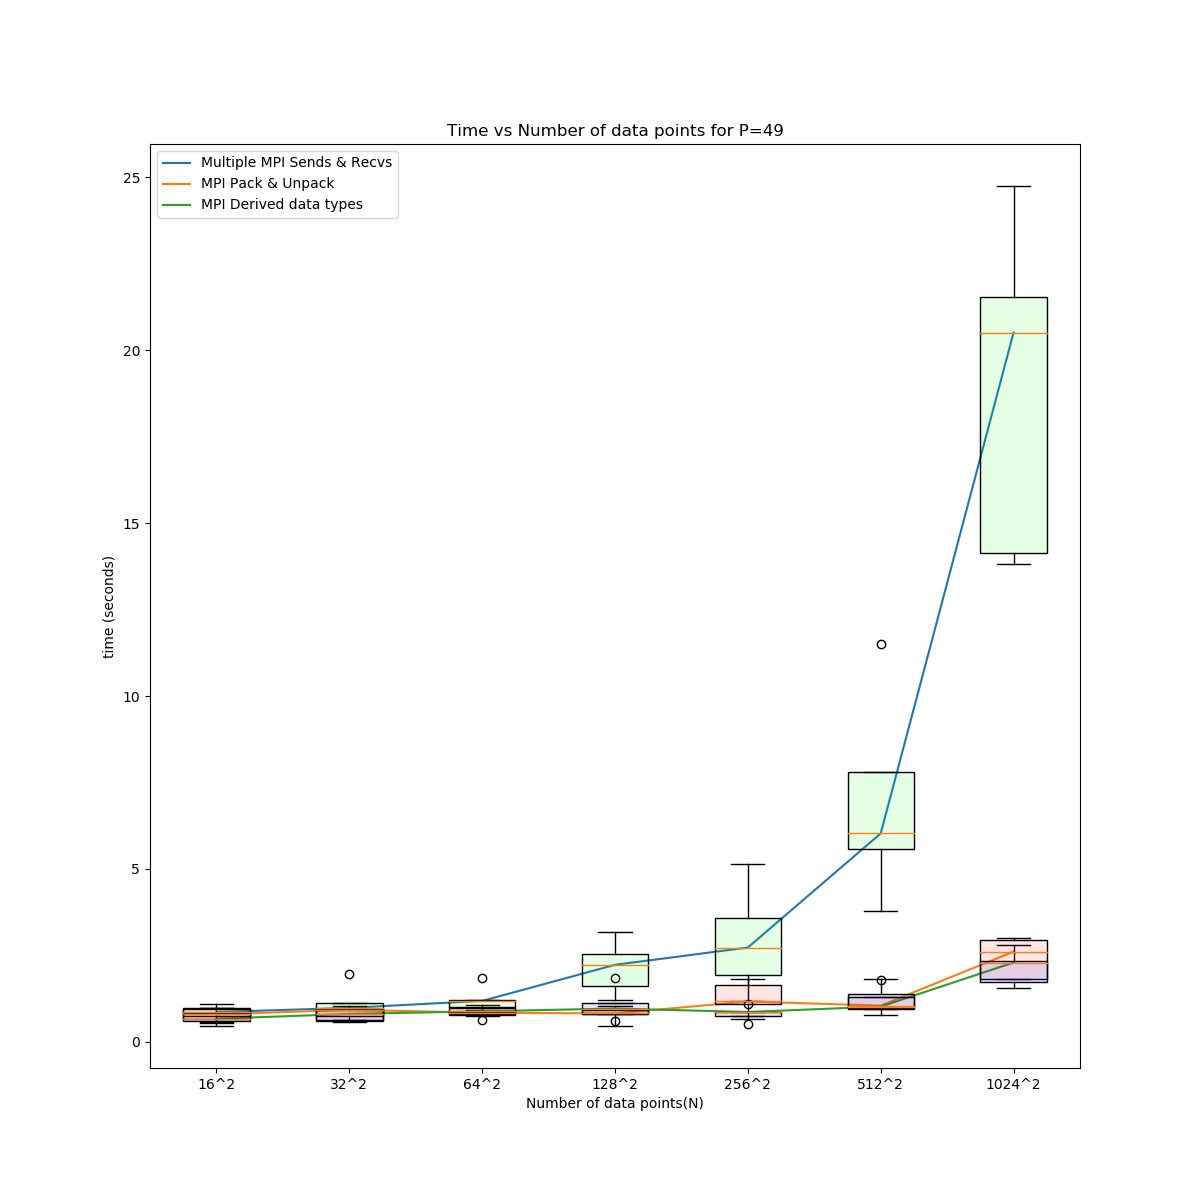 Time vs Number of data points for P=49
Multiple MPI Sends & Recvs
MPI Pack & Unpack
MPI Derived data types
25
20
15
10
5
0
time (seconds)
16^2 32^2 64^2 128^2 256^2 512^2 1024^2
Number of data points(N)